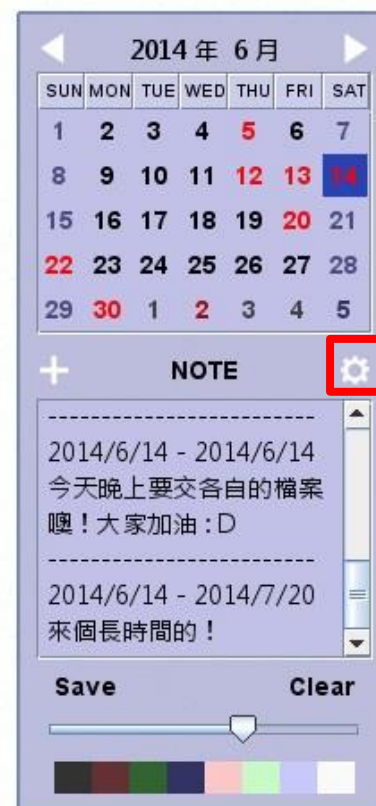 2014 年 6 月
SUN MON TUE WED THU FRI SAT
1 2 3 4 5 6 7
8 9 10 11 12 13 14
15 16 17 18 19 20 21
22 23 24 25 26 27 28
29 30 1 2 3 4 5
NOTE
--------------------------
2014/6/14 - 2014/6/14
今天晚上要交各自的檔案
噢！大家加油 : D
--------------------------
2014/6/14 - 2014/7/20
來個長時間的！
Save Clear